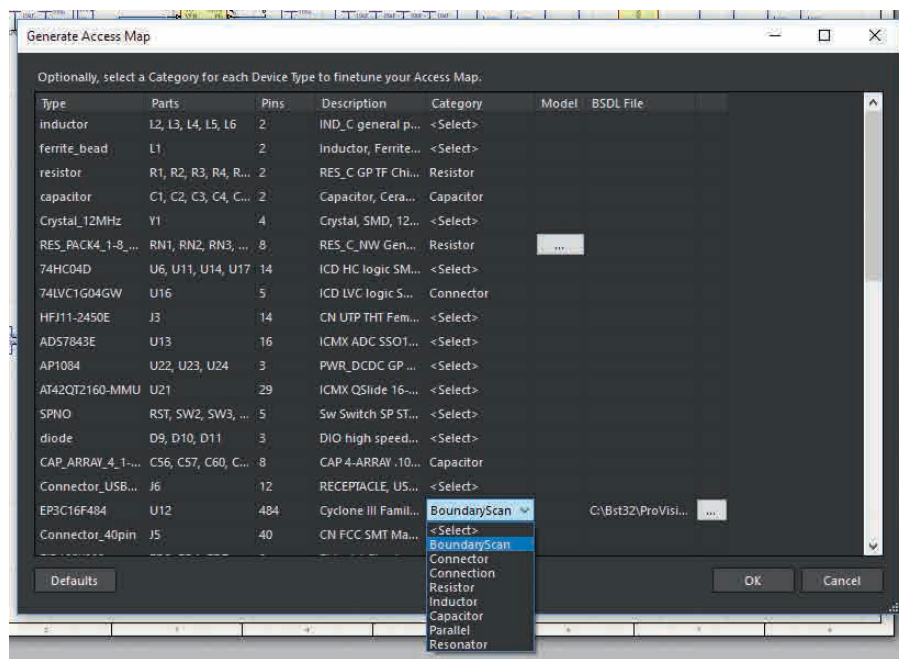 Generate Access Map
Optionally, select a Category for each Device Type to finetune your Access Map.
Type Parts Pins Description Category Model BSDL File
inductor L2, L3, L4, L5, L6 2 IND_C general p... <Select>
ferrite_bead L1 2 Inductor, Ferrite... <Select>
resistor R1, R2, R3, R4, R... 2 RES_C GP TF Chi... Resistor
capacitor C1, C2, C3, C4, C... 2 Capacitor, Cera... Capacitor
Crystal_12MHz Y1 4 Crystal, SMD, 12... <Select>
RES_PACK4_1-8_... RN1, RN2, RN3, ... 8 RES_C_NW Gen... Resistor ...
74HC04D U6, U11, U14, U17 14 ICD HC logic SM... <Select>
74LVC1G04GW U16 5 ICD LVC logic S... Connector
HFJ11-2450E J3 14 CN UTP THT Fem... <Select>
ADS7843E U13 16 ICMX ADC SSO1... <Select>
AP1084 U22, U23, U24 3 PWR_DCDC GP ... <Select>
AT42QT2160-MMU U21 29 ICMX QSlide 16-... <Select>
SPNO RST, SW2, SW3, ... 5 Sw Switch SP ST... <Select>
diode D9, D10, D11 3 DIO high speed... <Select>
CAP_ARRAY_4_1-... C56, C57, C60, C... 8 CAP 4-ARRAY .10... Capacitor
Connector_USB... J6 12 RECEPTACLE, US... <Select>
EP3C16F484 U12 484 Cyclone III Famil... BoundaryScan C:\Bst32\ProVisi... ...
Connector_40pin J5 40 CN FCC SMT Ma... <Select>
BoundaryScan
Connector
Connection
Resistor
Inductor
Capacitor
Parallel
Resonator
Defaults OK Cancel